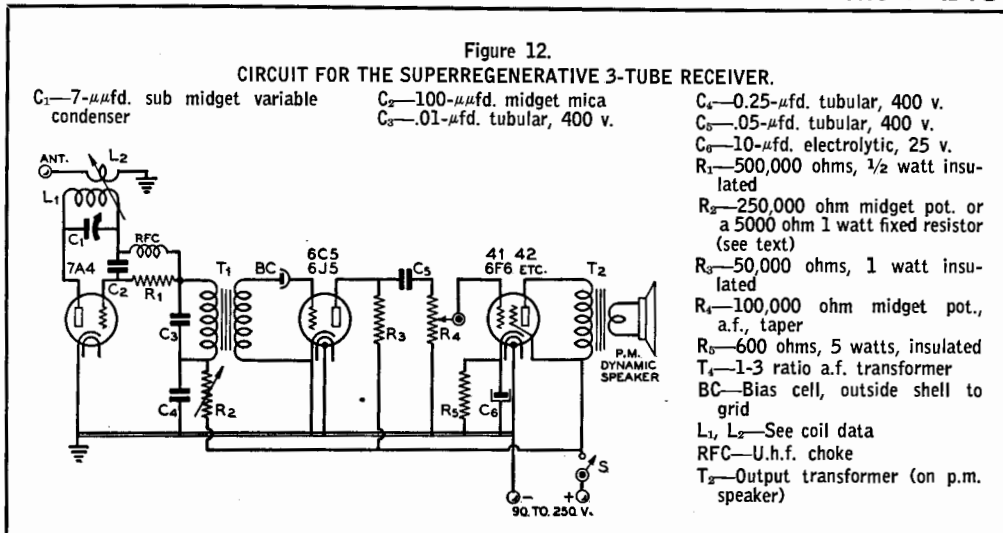 Figure 12.
CIRCUIT FOR THE SUPERREGENERATIVE 3-TUBE RECEIVER.
C₁—7-μμfd. sub midget variable
condenser
C₂—100-μμfd. midget mica
C₃—.01-μfd. tubular, 400 v.
C₄—0.25-μfd. tubular, 400 v.
C₅—.05-μfd. tubular, 400 v.
C₆—10-μfd. electrolytic, 25 v.
R₁—500,000 ohms, ½ watt insu-
lated
R₂—250,000 ohm midget pot. or
a 5000 ohm 1 watt fixed resistor
(see text)
R₃—50,000 ohms, 1 watt insu-
lated
R₄—100,000 ohm midget pot.,
a.f., taper
R₅—600 ohms, 5 watts, insulated
T₁—1-3 ratio a.f. transformer
BC—Bias cell, outside shell to
grid
L₁, L₂—See coil data
RFC—U.h.f. choke
T₂—Output transformer (on p.m.
speaker)
ANT.
L₂
L₁
C₁
RFC
7A4
C₂
R₁
T₁
BC
6C5
6J5
C₅
41 42
6F6 ETC.
T₂
C₃
R₃
R₄
P.M.
DYNAMIC
SPEAKER
C₄
R₂
R₅
C₆
S
- +
90 TO 250 V.